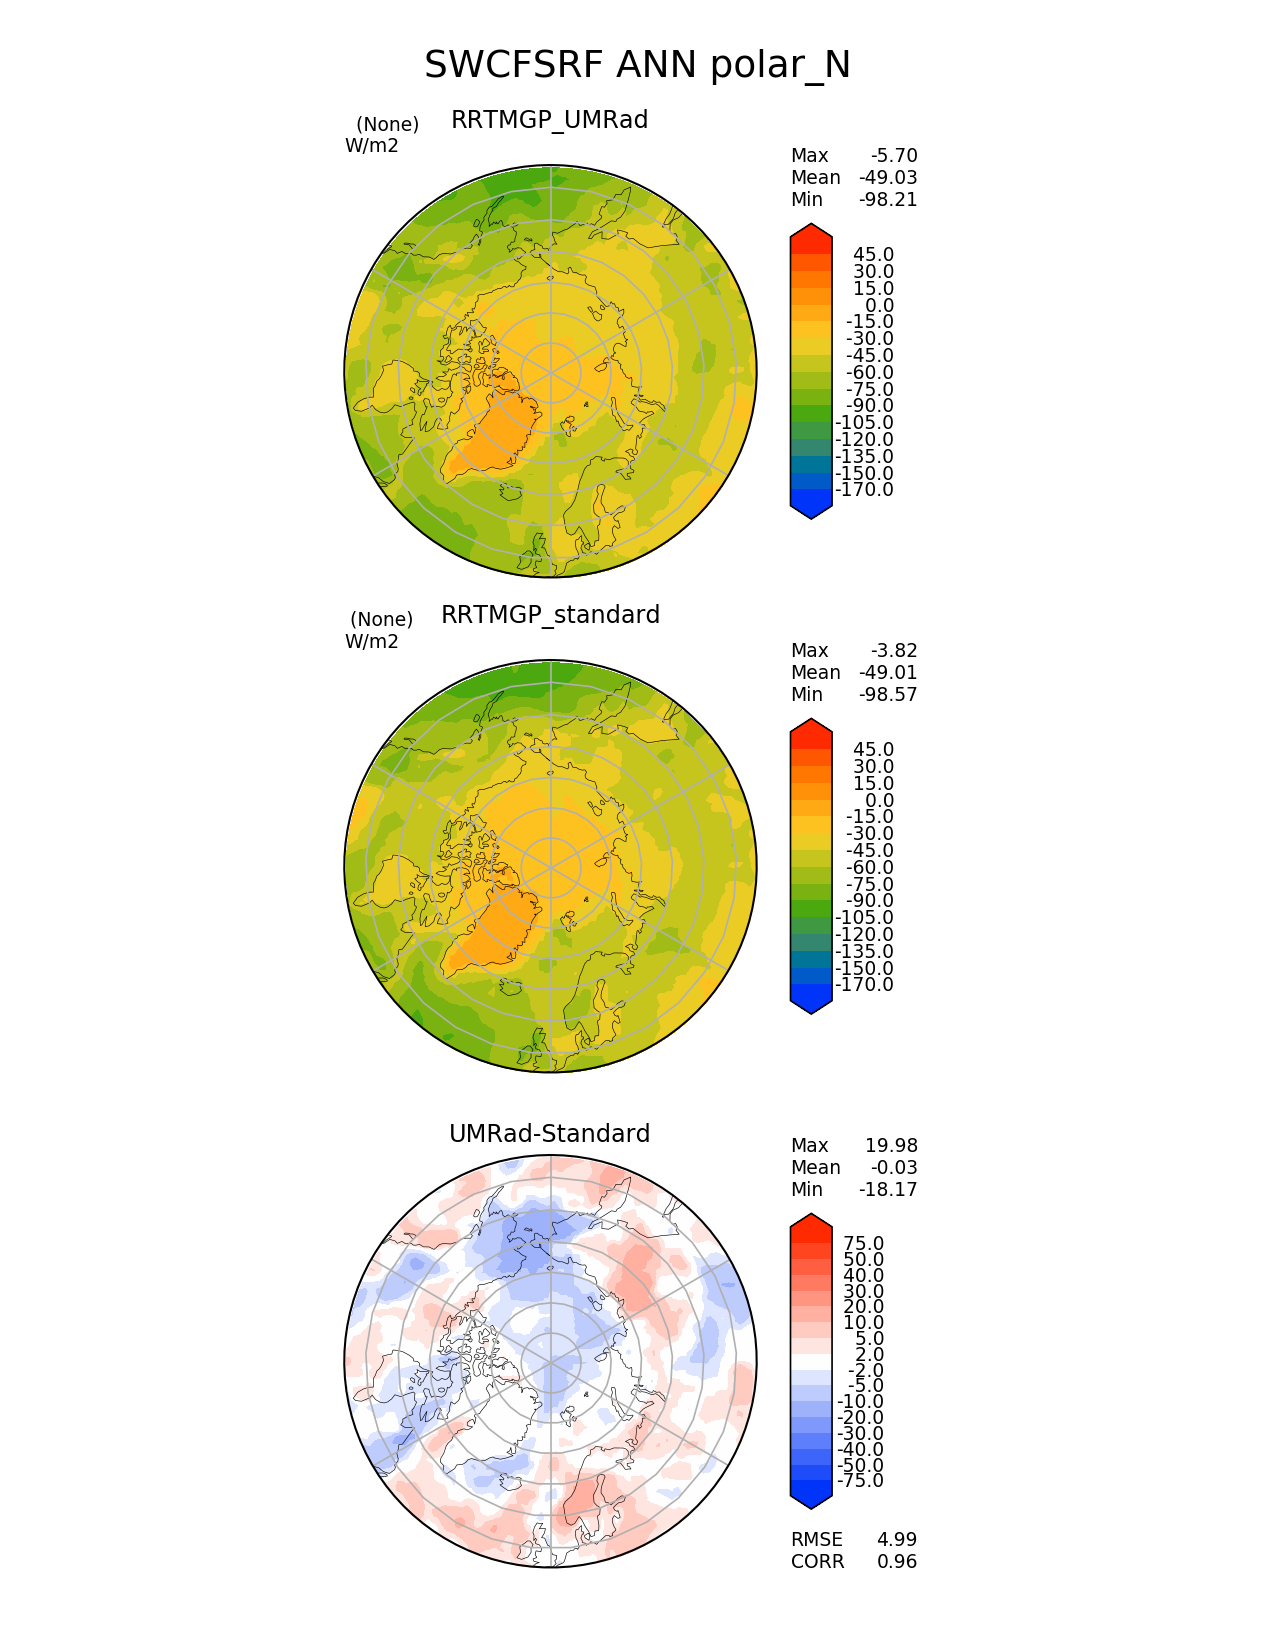 SWCFSRF ANN polar_N
(None) RRTMGP_UMRad
W/m2
Max -5.70
Mean -49.03
Min -98.21
45.0
30.0
15.0
0.0
-15.0
-30.0
-45.0
-60.0
-75.0
-90.0
-105.0
-120.0
-135.0
-150.0
-170.0
(None) RRTMGP_standard
W/m2
Max -3.82
Mean -49.01
Min -98.57
45.0
30.0
15.0
0.0
-15.0
-30.0
-45.0
-60.0
-75.0
-90.0
-105.0
-120.0
-135.0
-150.0
-170.0
UMRad-Standard
Max 19.98
Mean -0.03
Min -18.17
75.0
50.0
40.0
30.0
20.0
10.0
5.0
2.0
-2.0
-5.0
-10.0
-20.0
-30.0
-40.0
-50.0
-75.0
RMSE 4.99
CORR 0.96